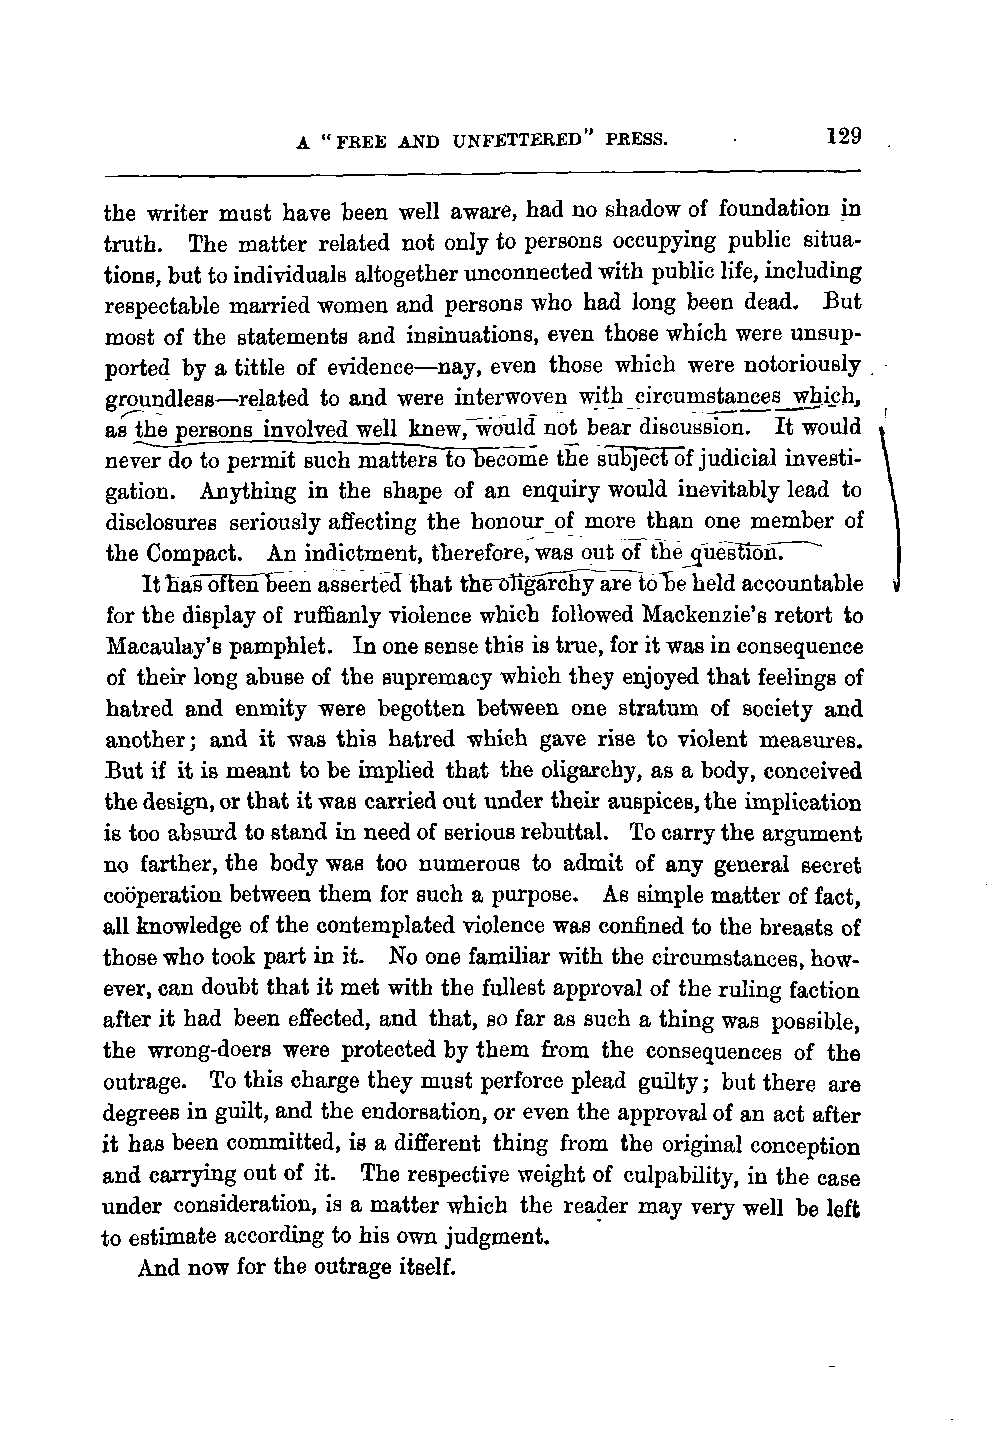 A "FREE AND UNFETTERED" PRESS. 129
the writer must have been well aware, had no shadow of foundation in
truth. The matter related not only to persons occupying public situa-
tions, but to individuals altogether unconnected with public life, including
respectable married women and persons who had long been dead. But
most of the statements and insinuations, even those which were unsup-
ported by a tittle of evidence—nay, even those which were notoriously
groundless—related to and were interwoven with circumstances which,
as the persons involved well knew, would not bear discussion. It would
never do to permit such matters to become the subject of judicial investi-
gation. Anything in the shape of an enquiry would inevitably lead to
disclosures seriously affecting the honour of more than one member of
the Compact. An indictment, therefore, was out of the question.
It has often been asserted that the oligarchy are to be held accountable
for the display of ruffianly violence which followed Mackenzie's retort to
Macaulay's pamphlet. In one sense this is true, for it was in consequence
of their long abuse of the supremacy which they enjoyed that feelings of
hatred and enmity were begotten between one stratum of society and
another; and it was this hatred which gave rise to violent measures.
But if it is meant to be implied that the oligarchy, as a body, conceived
the design, or that it was carried out under their auspices, the implication
is too absurd to stand in need of serious rebuttal. To carry the argument
no farther, the body was too numerous to admit of any general secret
coöperation between them for such a purpose. As simple matter of fact,
all knowledge of the contemplated violence was confined to the breasts of
those who took part in it. No one familiar with the circumstances, how-
ever, can doubt that it met with the fullest approval of the ruling faction
after it had been effected, and that, so far as such a thing was possible,
the wrong-doers were protected by them from the consequences of the
outrage. To this charge they must perforce plead guilty; but there are
degrees in guilt, and the endorsation, or even the approval of an act after
it has been committed, is a different thing from the original conception
and carrying out of it. The respective weight of culpability, in the case
under consideration, is a matter which the reader may very well be left
to estimate according to his own judgment.
And now for the outrage itself.